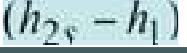 (h₂ₛ − h₁)